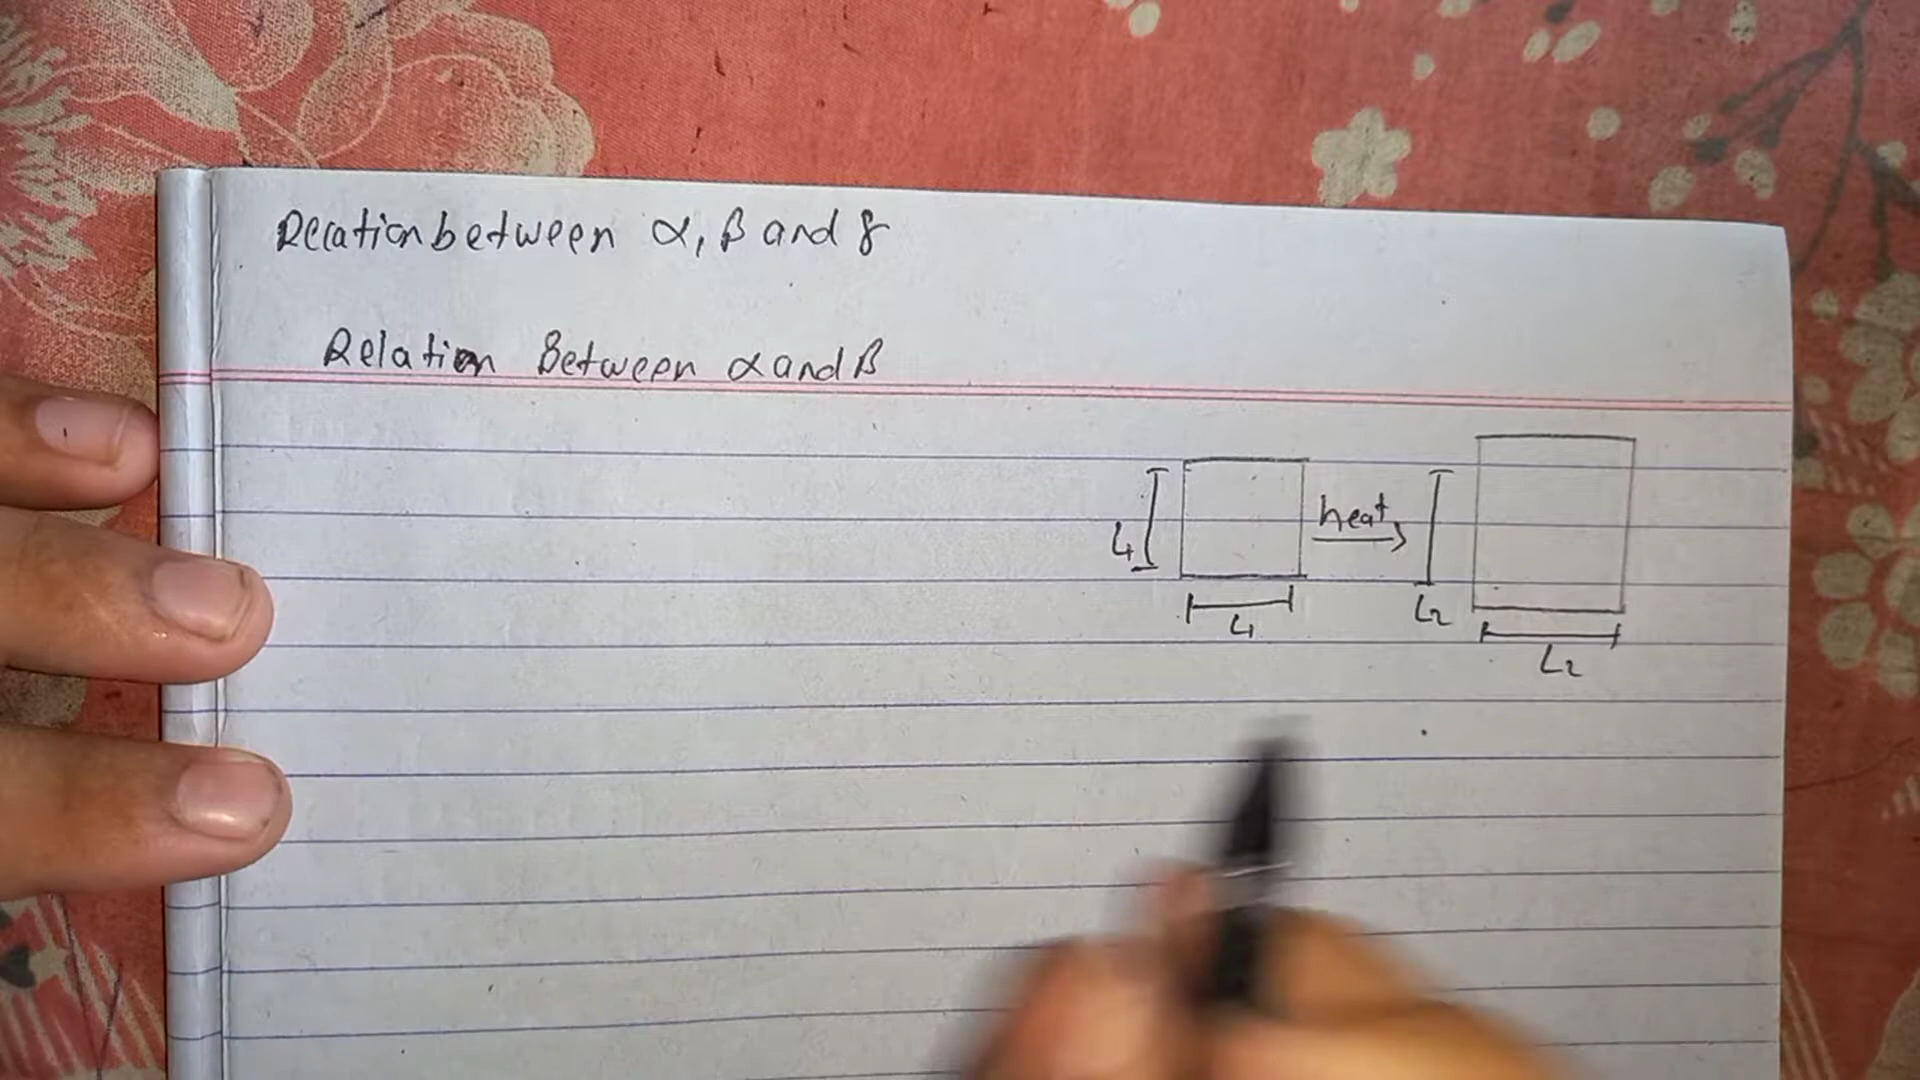 Relation between α, β and γ
Relation Between α and β
L1
heat
L2
L1
L2